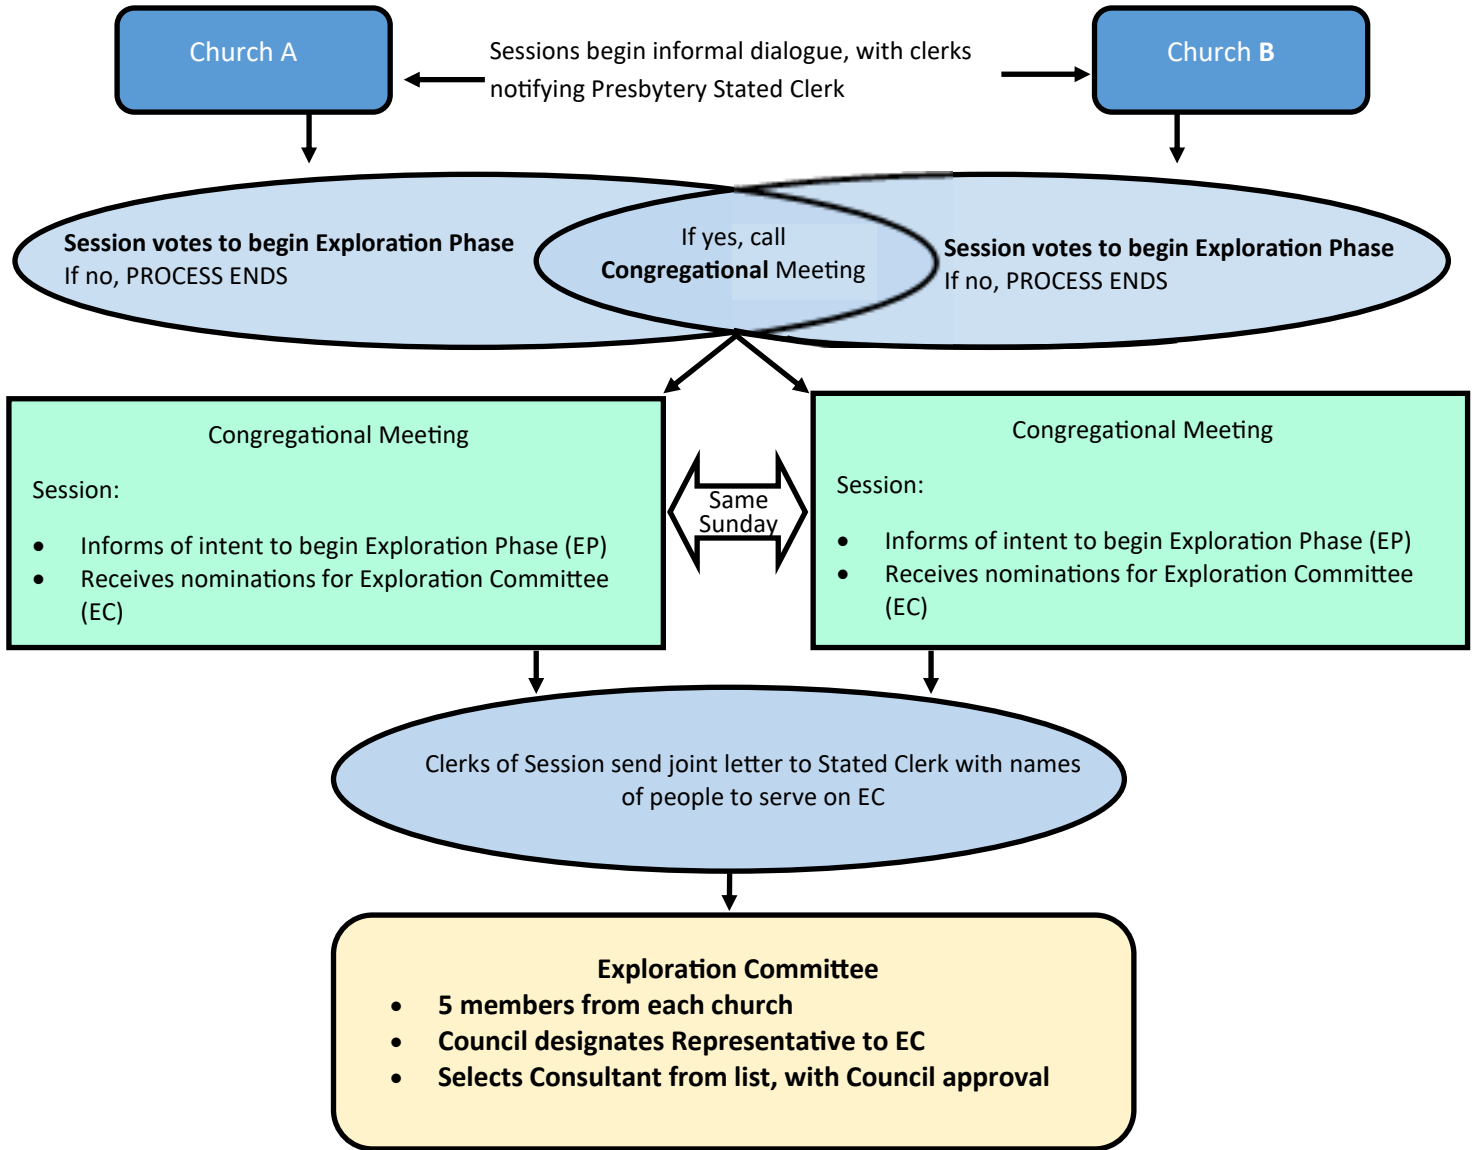 Church A
Sessions begin informal dialogue, with clerks
notifying Presbytery Stated Clerk
Church B
Session votes to begin Exploration Phase
If no, PROCESS ENDS
If yes, call
Congregational Meeting
Session votes to begin Exploration Phase
If no, PROCESS ENDS
Congregational Meeting
Session:
• Informs of intent to begin Exploration Phase (EP)
• Receives nominations for Exploration Committee
(EC)
Same
Sunday
Congregational Meeting
Session:
• Informs of intent to begin Exploration Phase (EP)
• Receives nominations for Exploration Committee
(EC)
Clerks of Session send joint letter to Stated Clerk with names
of people to serve on EC
Exploration Committee
• 5 members from each church
• Council designates Representative to EC
• Selects Consultant from list, with Council approval